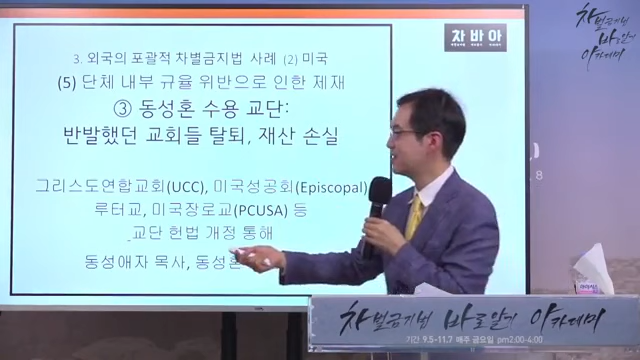 차바아
3. 외국의 포괄적 차별금지법 사례 (2) 미국
(5) 단체 내부 규율 위반으로 인한 제재
③ 동성혼 수용 교단:
반발했던 교회들 탈퇴, 재산 손실
그리스도연합교회(UCC), 미국성공회(Episcopal)
루터교, 미국장로교(PCUSA) 등
교단 헌법 개정 통해
동성애자 목사, 동성혼
차별금지법 바로알기 아카데미
8
차별금지법 바로알기 아카데미
기간 9.5-11.7 매주 금요일 pm2:00-4:00